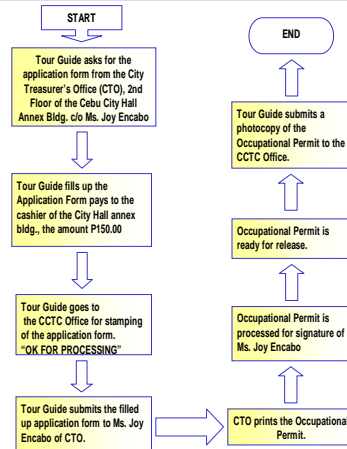 START
Tour Guide asks for the
application form from the City
Treasurer's Office (CTO), 2nd
Floor of the Cebu City Hall
Annex Bldg. c/o Ms. Joy Encabo
Tour Guide fills up the
Application Form pays to the
cashier of the City Hall annex
bldg., the amount P150.00
Tour Guide goes to
the CCTC Office for stamping
of the application form.
"OK FOR PROCESSING"
Tour Guide submits the filled
up application form to Ms. Joy
Encabo of CTO.
CTO prints the Occupational
Permit.
Occupational Permit is
processed for signature of
Ms. Joy Encabo
Occupational Permit is
ready for release.
Tour Guide submits a
photocopy of the
Occupational Permit to the
CCTC Office.
END